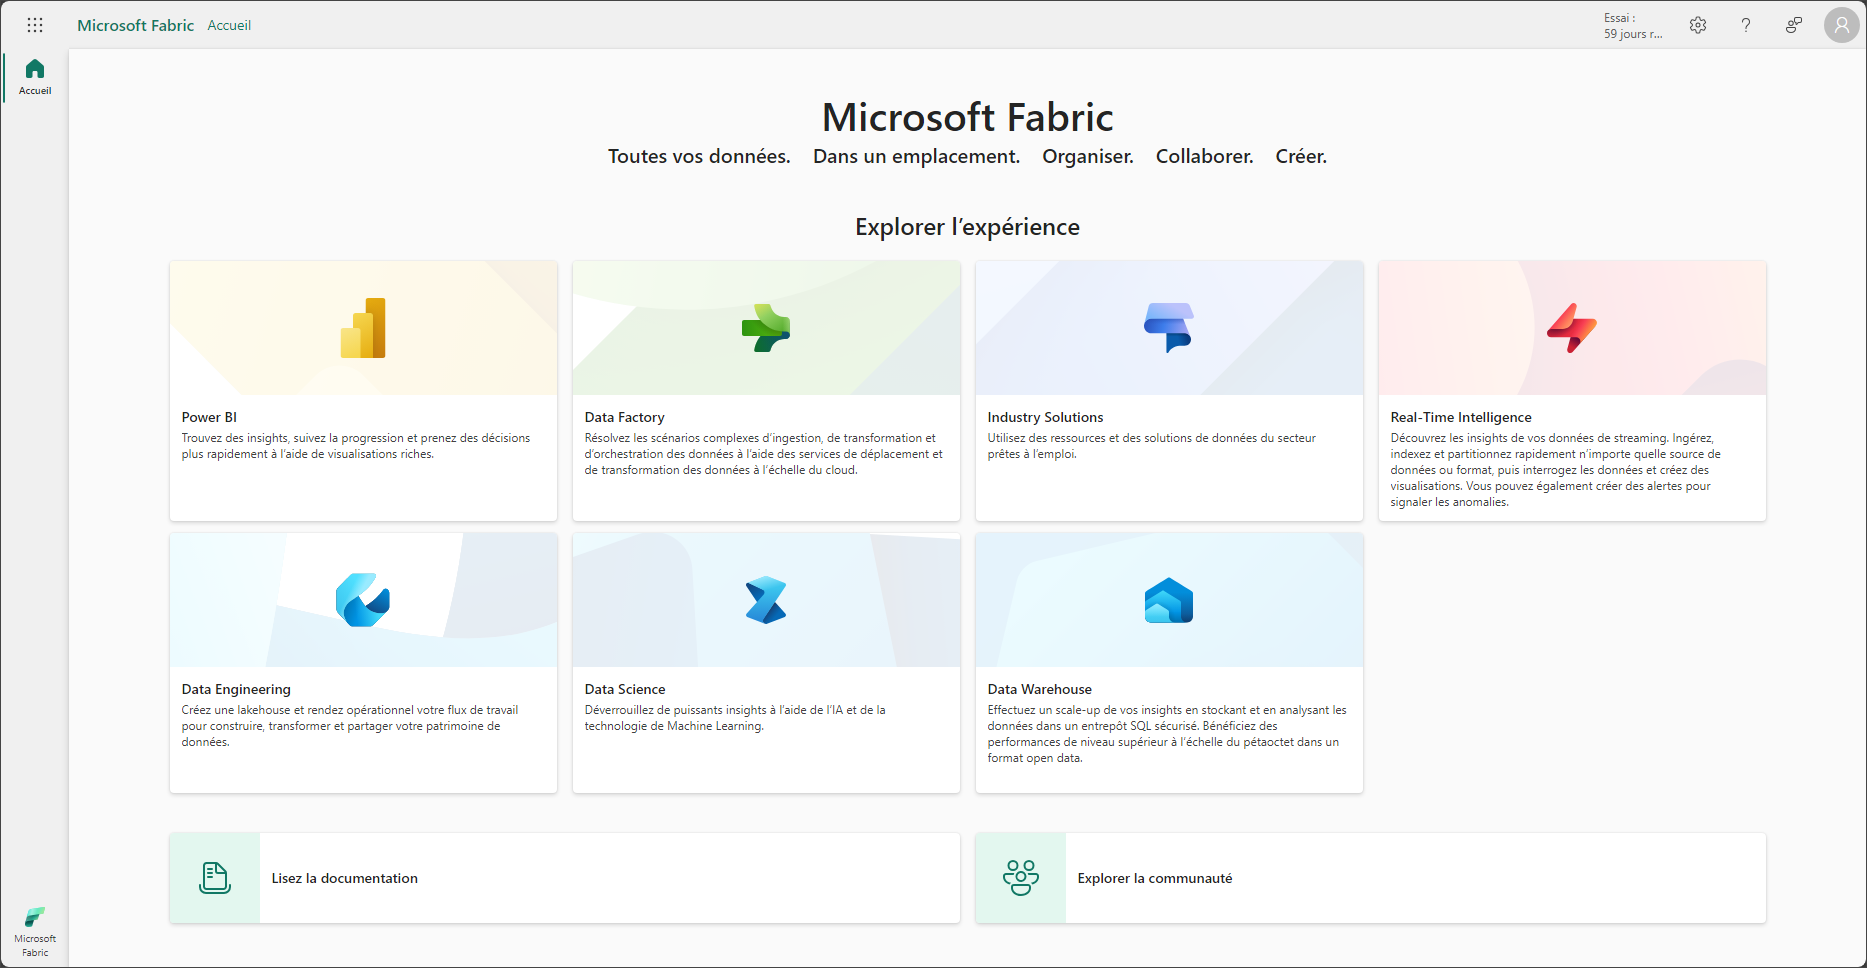 Microsoft Fabric Accueil
Essai :
59 jours r...
?
Accueil
Microsoft Fabric
Toutes vos données. Dans un emplacement. Organiser. Collaborer. Créer.
Explorer l’expérience
Power BI
Trouvez des insights, suivez la progression et prenez des décisions
plus rapidement à l’aide de visualisations riches.
Data Factory
Résolvez les scénarios complexes d’ingestion, de transformation et
d’orchestration des données à l’aide des services de déplacement et
de transformation des données à l’échelle du cloud.
Industry Solutions
Utilisez des ressources et des solutions de données du secteur
prêtes à l’emploi.
Real-Time Intelligence
Découvrez les insights de vos données de streaming. Ingérez,
indexez et partitionnez rapidement n’importe quelle source de
données ou format, puis interrogez les données et créez des
visualisations. Vous pouvez également créer des alertes pour
signaler les anomalies.
Data Engineering
Créez une lakehouse et rendez opérationnel votre flux de travail
pour construire, transformer et partager votre patrimoine de
données.
Data Science
Déverrouillez de puissants insights à l’aide de l’IA et de la
technologie de Machine Learning.
Data Warehouse
Effectuez un scale-up de vos insights en stockant et en analysant les
données dans un entrepôt SQL sécurisé. Bénéficiez des
performances de niveau supérieur à l’échelle du pétaoctet dans un
format open data.
Lisez la documentation
Explorer la communauté
Microsoft
Fabric